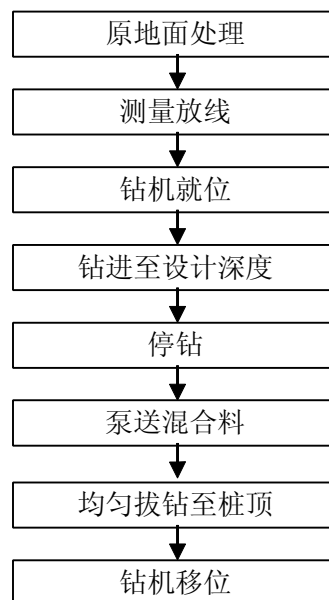 原地面处理
测量放线
钻机就位
钻进至设计深度
停钻
泵送混合料
均匀拔钻至桩顶
钻机移位